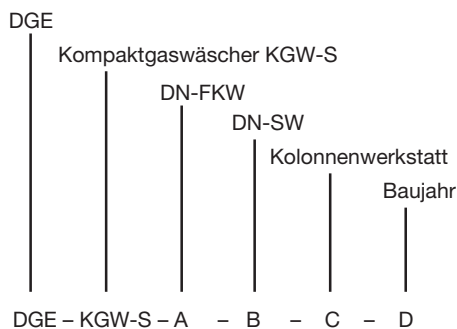 DGE
Kompaktgaswäscher KGW-S
DN-FKW
DN-SW
Kolonnenwerkstatt
Baujahr
DGE – KGW-S – A – B – C – D